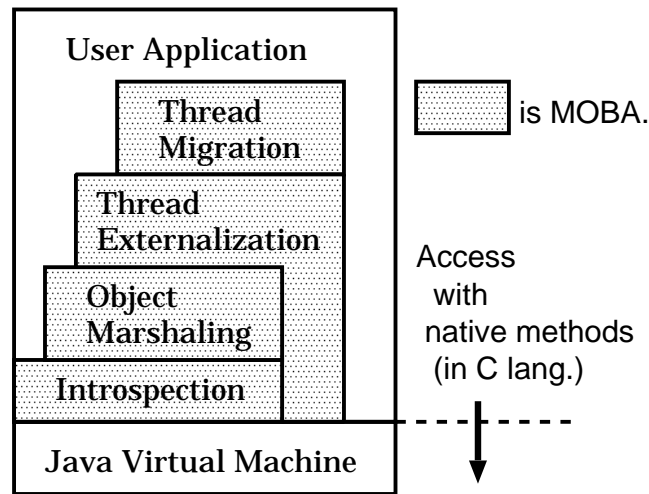 User Application
Thread
Migration
is MOBA.
Thread
Externalization
Object
Marshaling
Introspection
Java Virtual Machine
Access
with
native methods
(in C lang.)